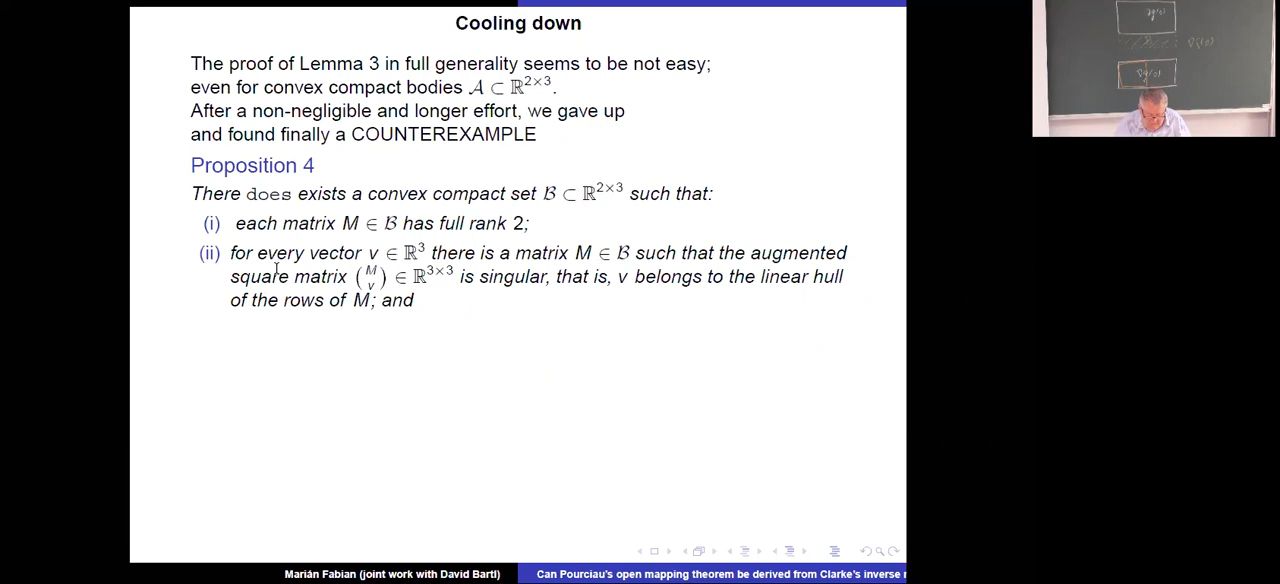 Cooling down
The proof of Lemma 3 in full generality seems to be not easy;
even for convex compact bodies 𝒜 ⊂ ℝ^{2×3}.
After a non-negligible and longer effort, we gave up
and found finally a COUNTEREXAMPLE
Proposition 4
There does exists a convex compact set ℬ ⊂ ℝ^{2×3} such that:
(i) each matrix M ∈ ℬ has full rank 2;
(ii) for every vector v ∈ ℝ³ there is a matrix M ∈ ℬ such that the augmented
square matrix (M v) ∈ ℝ^{3×3} is singular, that is, v belongs to the linear hull
of the rows of M; and
Marián Fabian (joint work with David Bartl)
Can Pourciau's open mapping theorem be derived from Clarke's inverse